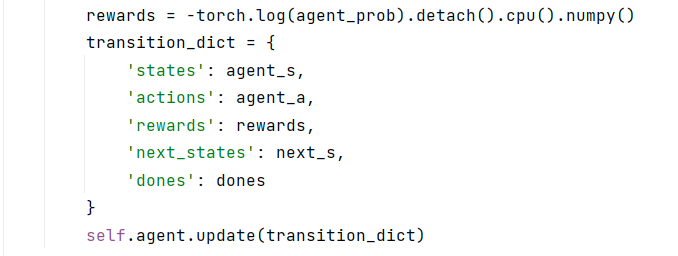 rewards = -torch.log(agent_prob).detach().cpu().numpy()
transition_dict = {
    'states': agent_s,
    'actions': agent_a,
    'rewards': rewards,
    'next_states': next_s,
    'dones': dones
}
self.agent.update(transition_dict)